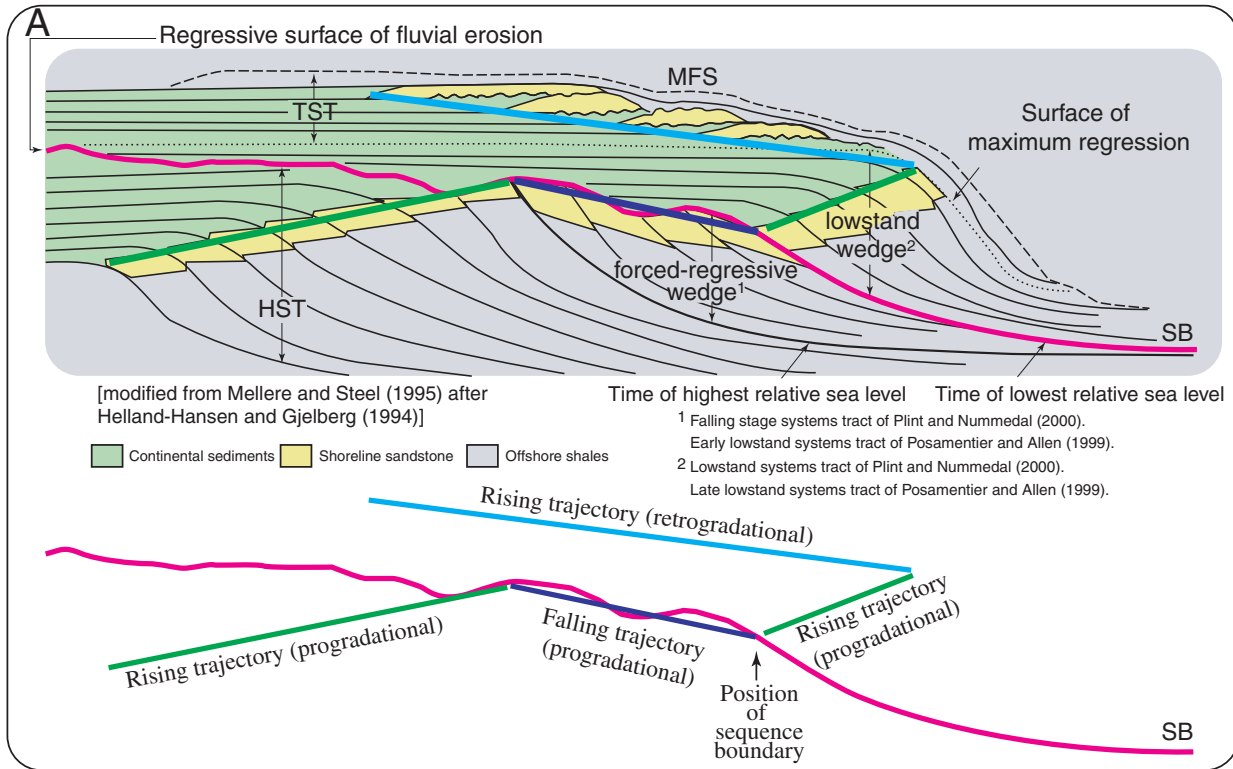 A
Regressive surface of fluvial erosion
MFS
TST
Surface of
maximum regression
lowstand
wedge2
forced-regressive
wedge1
HST
SB
[modified from Mellere and Steel (1995) after
Helland-Hansen and Gjelberg (1994)]
Time of highest relative sea level
Time of lowest relative sea level
1 Falling stage systems tract of Plint and Nummedal (2000).
Early lowstand systems tract of Posamentier and Allen (1999).
2 Lowstand systems tract of Plint and Nummedal (2000).
Late lowstand systems tract of Posamentier and Allen (1999).
Continental sediments
Shoreline sandstone
Offshore shales
Rising trajectory (retrogradational)
Rising trajectory (progradational)
Falling trajectory
(progradational)
Rising trajectory
(progradational)
Position
of
sequence
boundary
SB